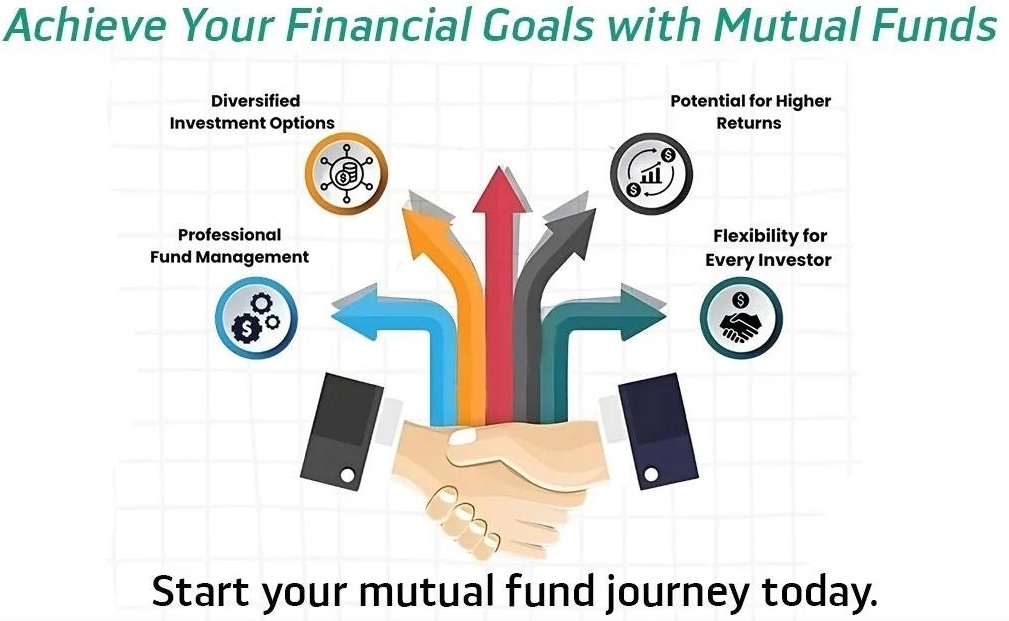 Achieve Your Financial Goals with Mutual Funds
Diversified
Investment Options
Potential for Higher
Returns
Professional
Fund Management
Flexibility for
Every Investor
$
$
$
$
$
Start your mutual fund journey today.